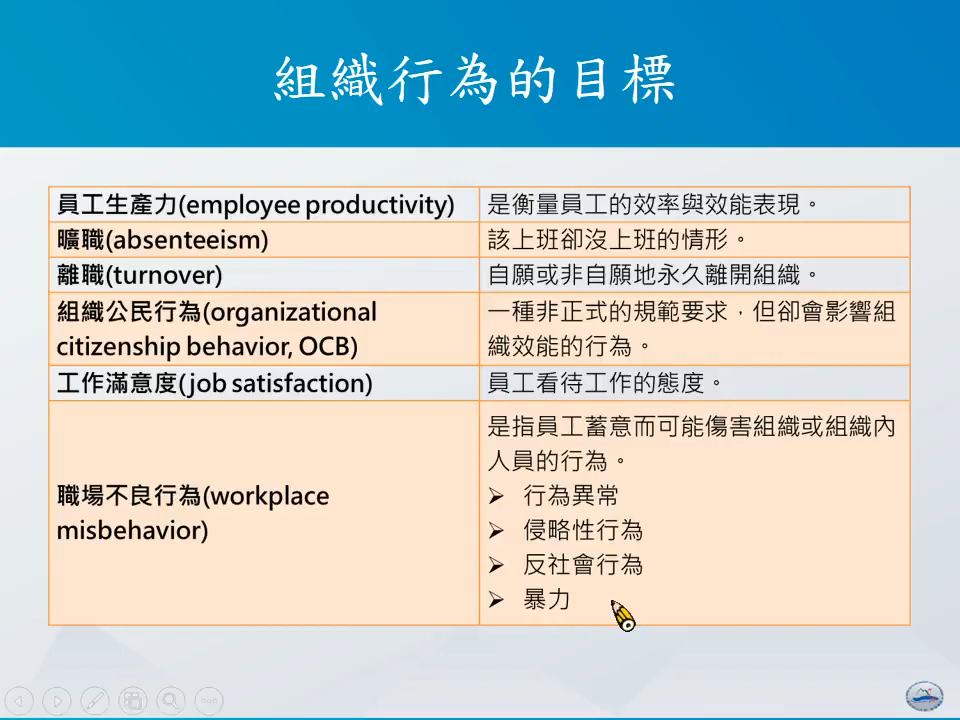 組織行為的目標
員工生產力(employee productivity)
是衡量員工的效率與效能表現。
曠職(absenteeism)
該上班卻沒上班的情形。
離職(turnover)
自願或非自願地永久離開組織。
組織公民行為(organizational
citizenship behavior, OCB)
一種非正式的規範要求，但卻會影響組
織效能的行為。
工作滿意度(job satisfaction)
員工看待工作的態度。
職場不良行為(workplace
misbehavior)
是指員工蓄意而可能傷害組織或組織內
人員的行為。
➢ 行為異常
➢ 侵略性行為
➢ 反社會行為
➢ 暴力